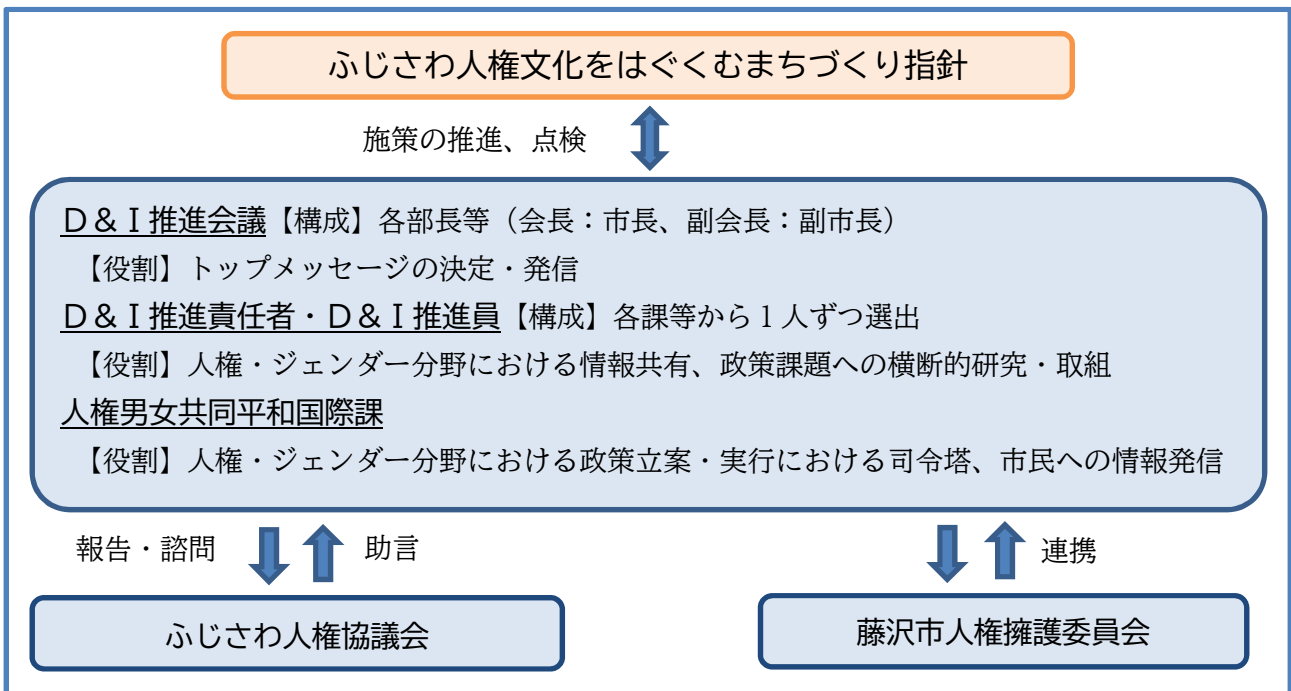 ふじさわ人権文化をはぐくむまちづくり指針
施策の推進、点検
Ｄ＆Ｉ推進会議【構成】各部長等（会長：市長、副会長：副市長）
【役割】トップメッセージの決定・発信
Ｄ＆Ｉ推進責任者・Ｄ＆Ｉ推進員【構成】各課等から１人ずつ選出
【役割】人権・ジェンダー分野における情報共有、政策課題への横断的研究・取組
人権男女共同平和国際課
【役割】人権・ジェンダー分野における政策立案・実行における司令塔、市民への情報発信
報告・諮問
助言
連携
ふじさわ人権協議会
藤沢市人権擁護委員会